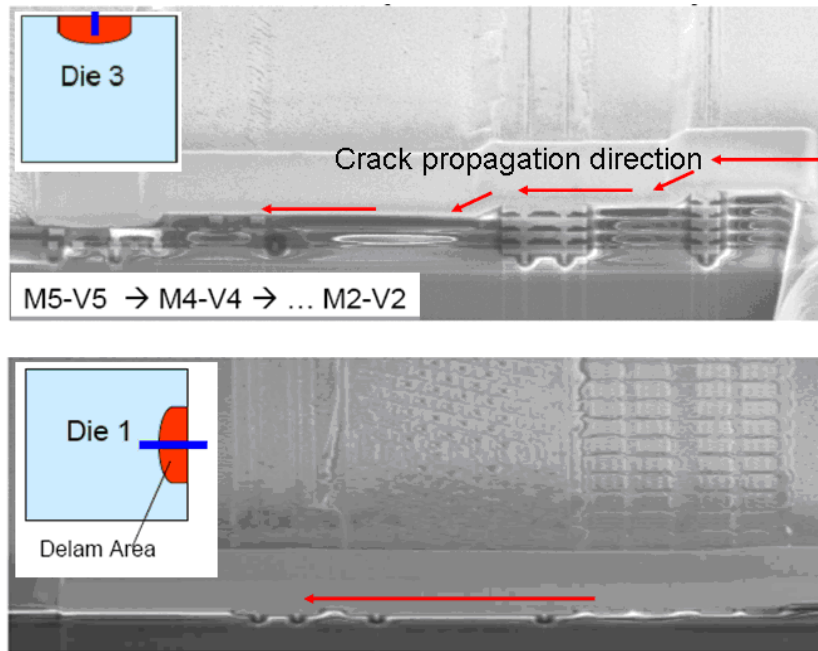 Die 3
Crack propagation direction
M5-V5 → M4-V4 → ... M2-V2
Die 1
Delam Area